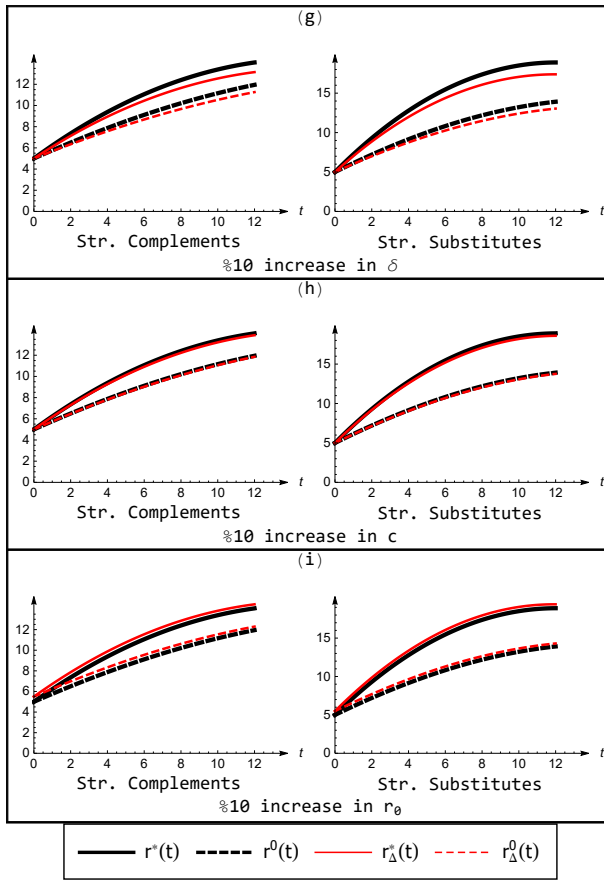 (g)
12
10
8
6
4
2
0
0 2 4 6 8 10 12 t
Str. Complements
15
10
5
0
0 2 4 6 8 10 12 t
Str. Substitutes
%10 increase in δ
(h)
12
10
8
6
4
2
0
0 2 4 6 8 10 12 t
Str. Complements
15
10
5
0
0 2 4 6 8 10 12 t
Str. Substitutes
%10 increase in c
(i)
12
10
8
6
4
2
0
0 2 4 6 8 10 12 t
Str. Complements
15
10
5
0
0 2 4 6 8 10 12 t
Str. Substitutes
%10 increase in r₀
r*(t) r⁰(t) r*_Δ(t) r⁰_Δ(t)